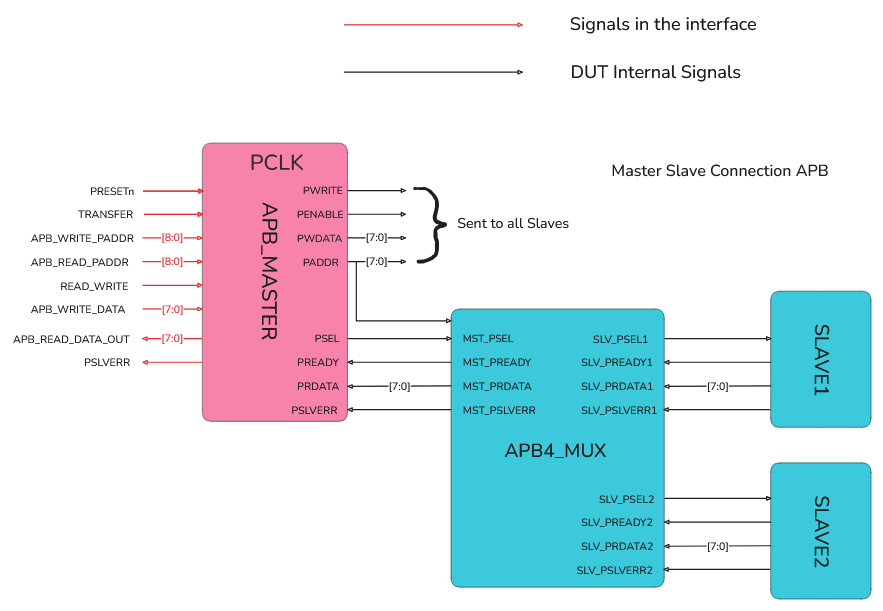 Signals in the interface
DUT Internal Signals
Master Slave Connection APB
PCLK
APB_MASTER
PRESETn
TRANSFER
APB_WRITE_PADDR
[8:0]
APB_READ_PADDR
[8:0]
READ_WRITE
APB_WRITE_DATA
[7:0]
APB_READ_DATA_OUT
[7:0]
PSLVERR
PWRITE
PENABLE
PWDATA
[7:0]
PADDR
[7:0]
Sent to all Slaves
PSEL
PREADY
PRDATA
[7:0]
PSLVERR
MST_PSEL
MST_PREADY
MST_PRDATA
MST_PSLVERR
APB4_MUX
SLV_PSEL1
SLV_PREADY1
SLV_PRDATA1
[7:0]
SLV_PSLVERR1
SLAVE1
SLV_PSEL2
SLV_PREADY2
SLV_PRDATA2
[7:0]
SLV_PSLVERR2
SLAVE2